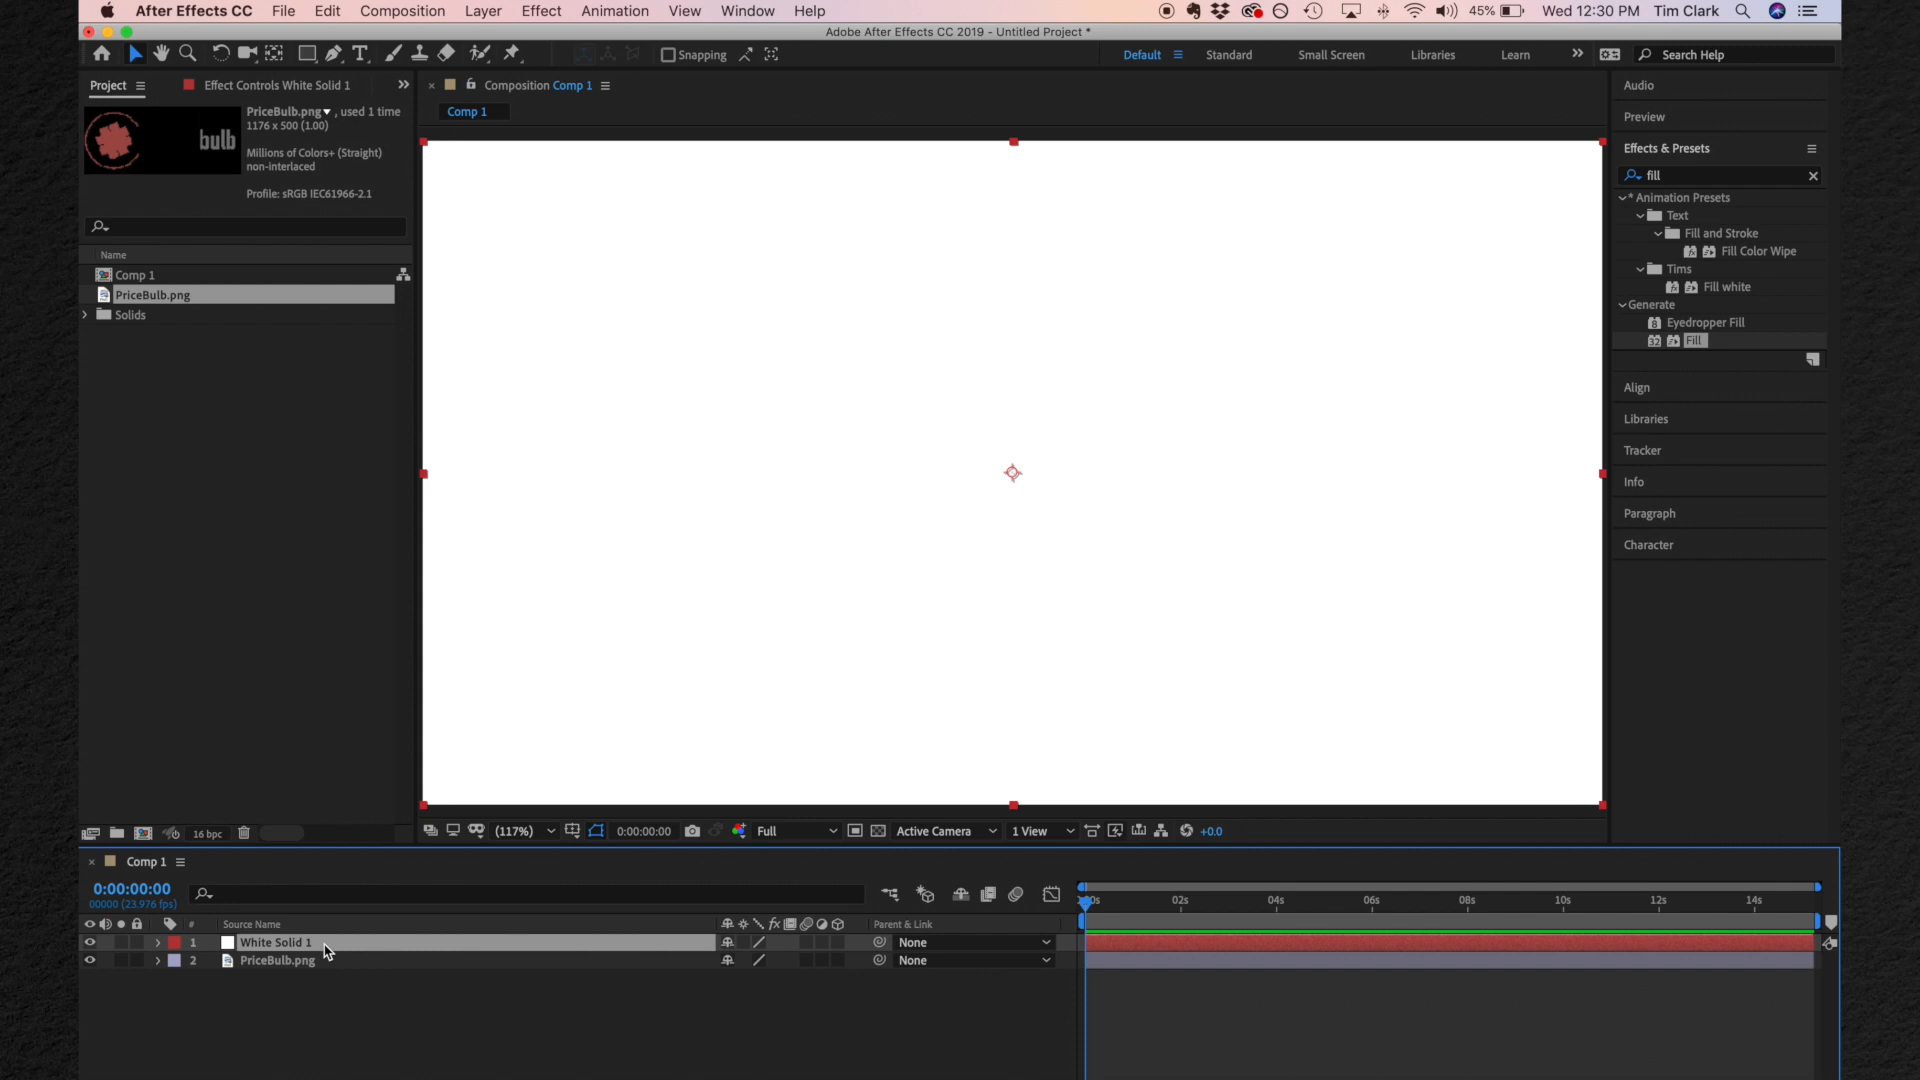 After Effects CC File Edit Composition Layer Effect Animation View Window Help 45% Wed 12:30 PM Tim Clark
Adobe After Effects CC 2019 - Untitled Project *
Snapping Default Standard Small Screen Libraries Learn Search Help
Project Effect Controls White Solid 1
PriceBulb.png , used 1 time
1176 x 500 (1.00)
Millions of Colors+ (Straight)
non-interlaced
Profile: sRGB IEC61966-2.1
bulb
Name
Comp 1
PriceBulb.png
Solids
16 bpc
Composition Comp 1
Comp 1
(117%) 0:00:00:00 Full Active Camera 1 View +0.0
Audio
Preview
Effects & Presets
fill
* Animation Presets
Text
Fill and Stroke
Fill Color Wipe
Tims
Fill white
Generate
Eyedropper Fill
32 Fill
Align
Libraries
Tracker
Info
Paragraph
Character
Comp 1
0:00:00:00
00000 (23.976 fps)
02s 04s 06s 08s 10s 12s 14s
# Source Name fx Parent & Link
1 White Solid 1 None
2 PriceBulb.png None